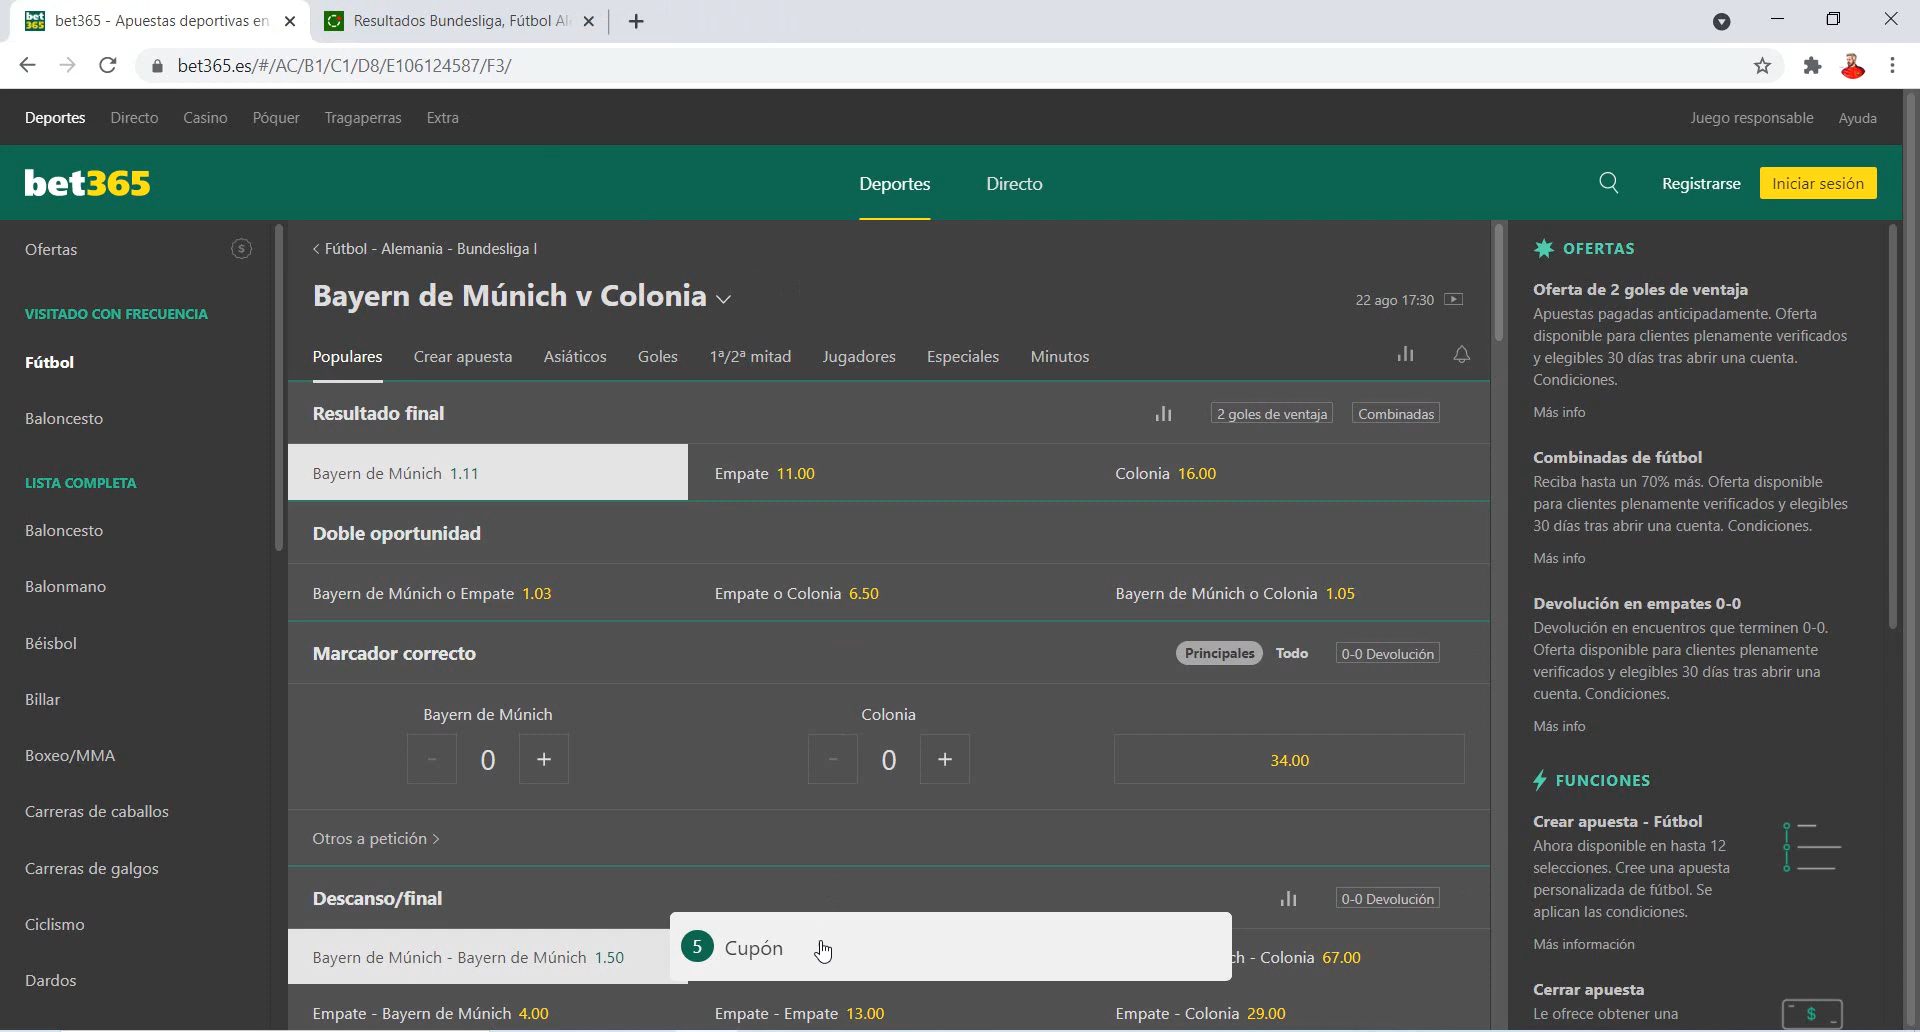 bet365 - Apuestas deportivas en
Resultados Bundesliga, Fútbol Al
bet365.es/#/AC/B1/C1/D8/E106124587/F3/
Deportes Directo Casino Póquer Tragaperras Extra Juego responsable Ayuda
bet365 Deportes Directo Registrarse Iniciar sesión
Ofertas
VISITADO CON FRECUENCIA
Fútbol
Baloncesto
LISTA COMPLETA
Baloncesto
Balonmano
Béisbol
Billar
Boxeo/MMA
Carreras de caballos
Carreras de galgos
Ciclismo
Dardos
< Fútbol - Alemania - Bundesliga I
Bayern de Múnich v Colonia
22 ago 17:30
Populares Crear apuesta Asiáticos Goles 1ª/2ª mitad Jugadores Especiales Minutos
Resultado final 2 goles de ventaja Combinadas
Bayern de Múnich 1.11 Empate 11.00 Colonia 16.00
Doble oportunidad
Bayern de Múnich o Empate 1.03 Empate o Colonia 6.50 Bayern de Múnich o Colonia 1.05
Marcador correcto Principales Todo 0-0 Devolución
Bayern de Múnich Colonia
- 0 + - 0 + 34.00
Otros a petición >
Descanso/final 0-0 Devolución
5 Cupón
Bayern de Múnich - Bayern de Múnich 1.50 ch - Colonia 67.00
Empate - Bayern de Múnich 4.00 Empate - Empate 13.00 Empate - Colonia 29.00
OFERTAS
Oferta de 2 goles de ventaja
Apuestas pagadas anticipadamente. Oferta
disponible para clientes plenamente verificados
y elegibles 30 días tras abrir una cuenta.
Condiciones.
Más info
Combinadas de fútbol
Reciba hasta un 70% más. Oferta disponible
para clientes plenamente verificados y elegibles
30 días tras abrir una cuenta. Condiciones.
Más info
Devolución en empates 0-0
Devolución en encuentros que terminen 0-0.
Oferta disponible para clientes plenamente
verificados y elegibles 30 días tras abrir una
cuenta. Condiciones.
Más info
FUNCIONES
Crear apuesta - Fútbol
Ahora disponible en hasta 12
selecciones. Cree una apuesta
personalizada de fútbol. Se
aplican las condiciones.
Más información
Cerrar apuesta
Le ofrece obtener una